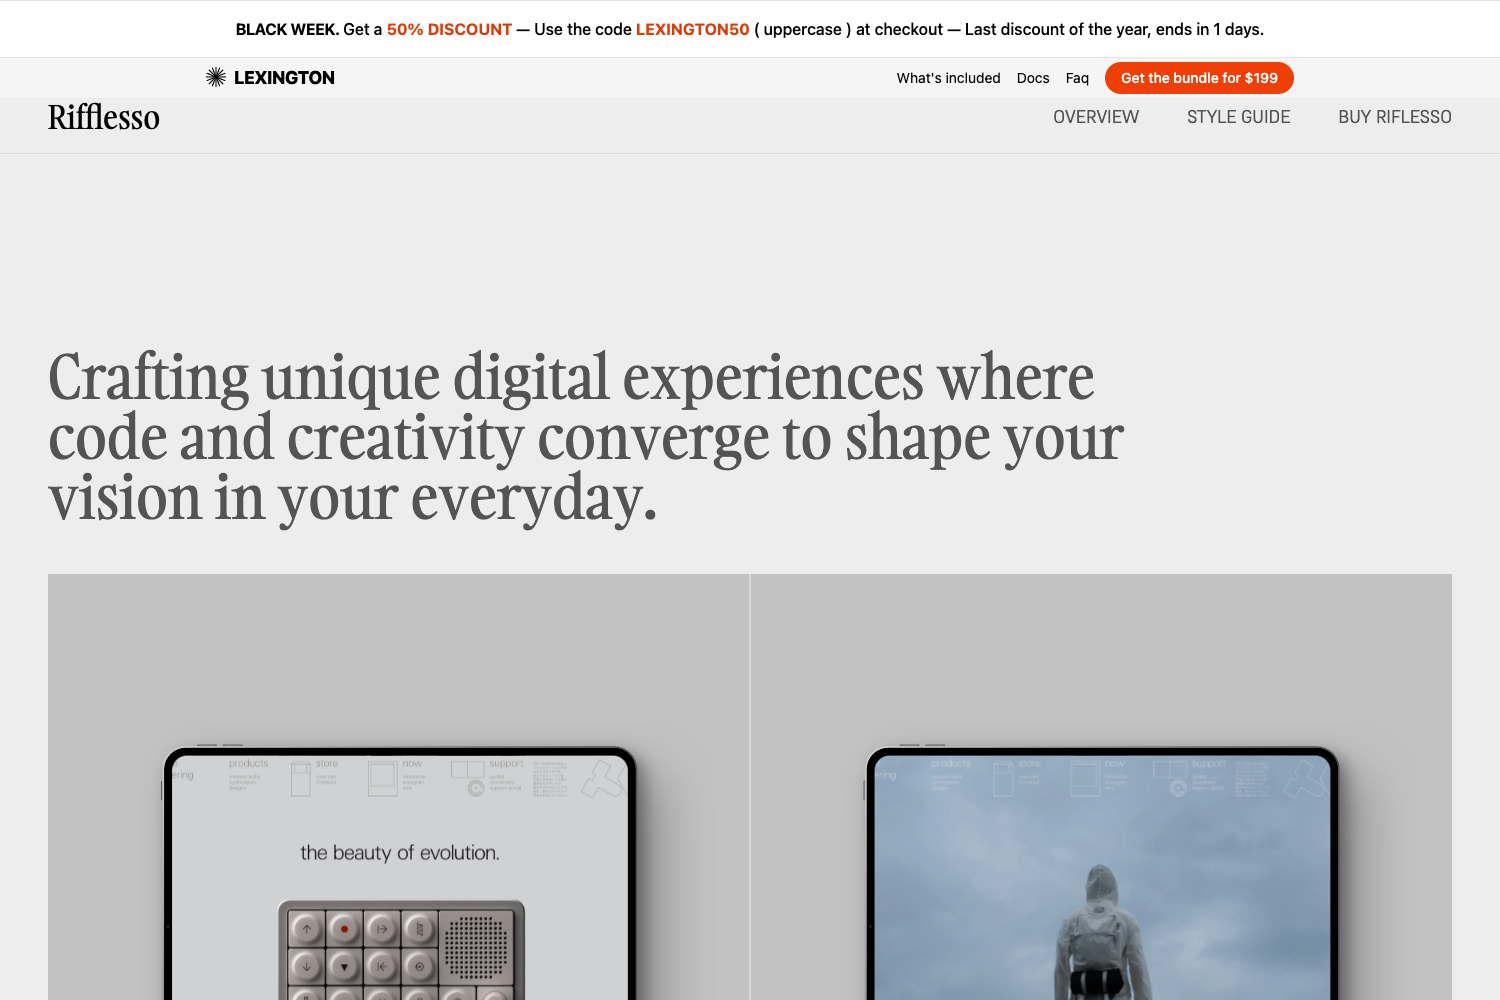 BLACK WEEK. Get a 50% DISCOUNT — Use the code LEXINGTON50 ( uppercase ) at checkout — Last discount of the year, ends in 1 days.
LEXINGTON
What's included Docs Faq Get the bundle for $199
Rifflesso
OVERVIEW STYLE GUIDE BUY RIFLESSO
Crafting unique digital experiences where
code and creativity converge to shape your
vision in your everyday.
ering products store now support
the beauty of evolution.
ering products store now support